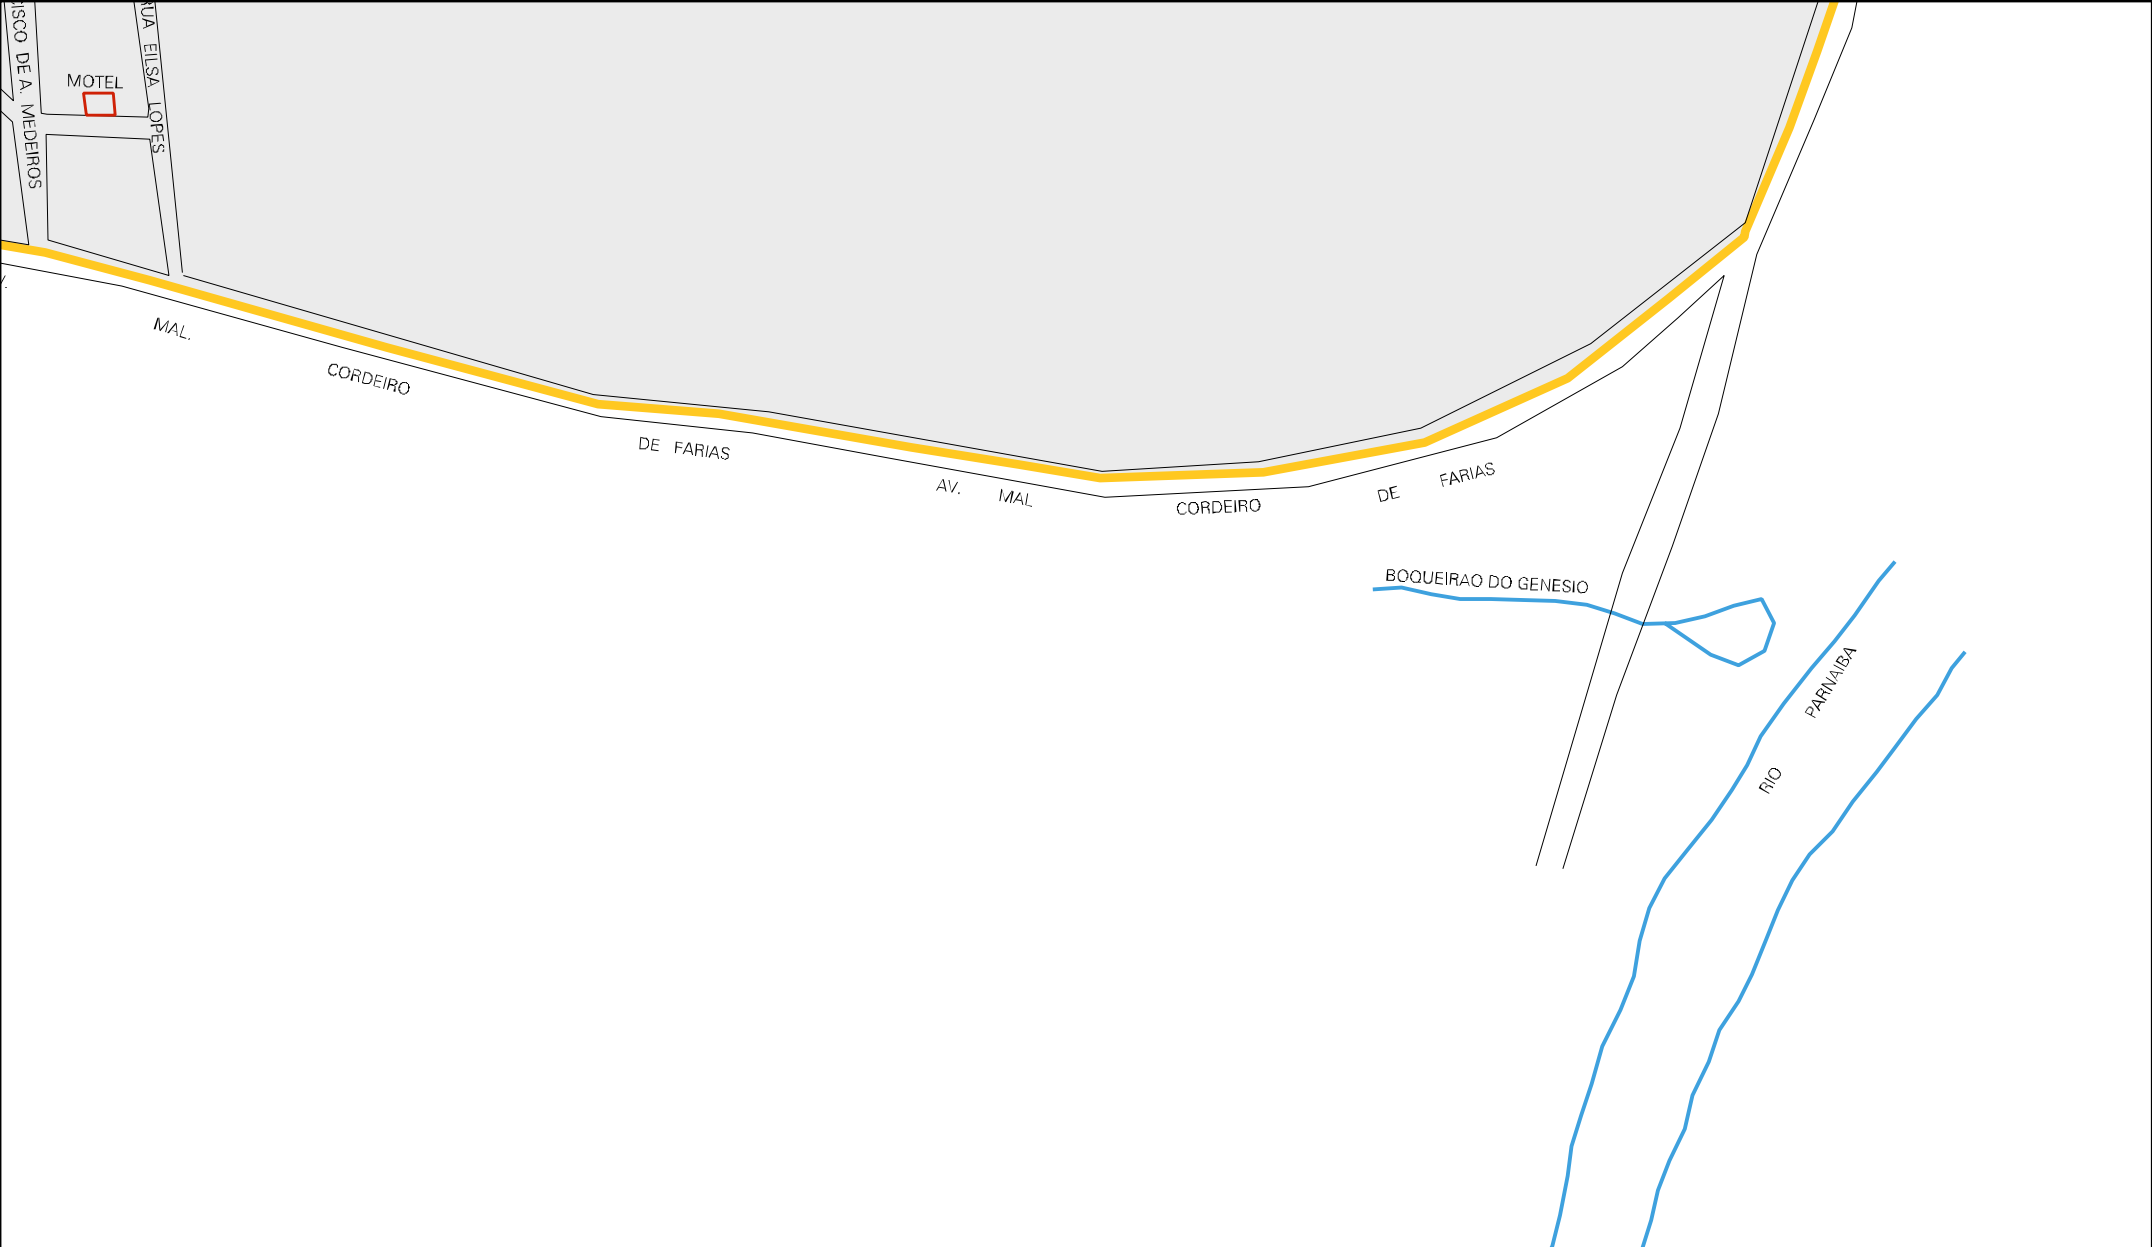 ISCO DE A. MEDEIROS
RUA EILSA LOPES
MOTEL
MAL.
CORDEIRO
DE FARIAS
AV. MAL
CORDEIRO
DE FARIAS
BOQUEIRAO DO GENESIO
RIO PARNAIBA